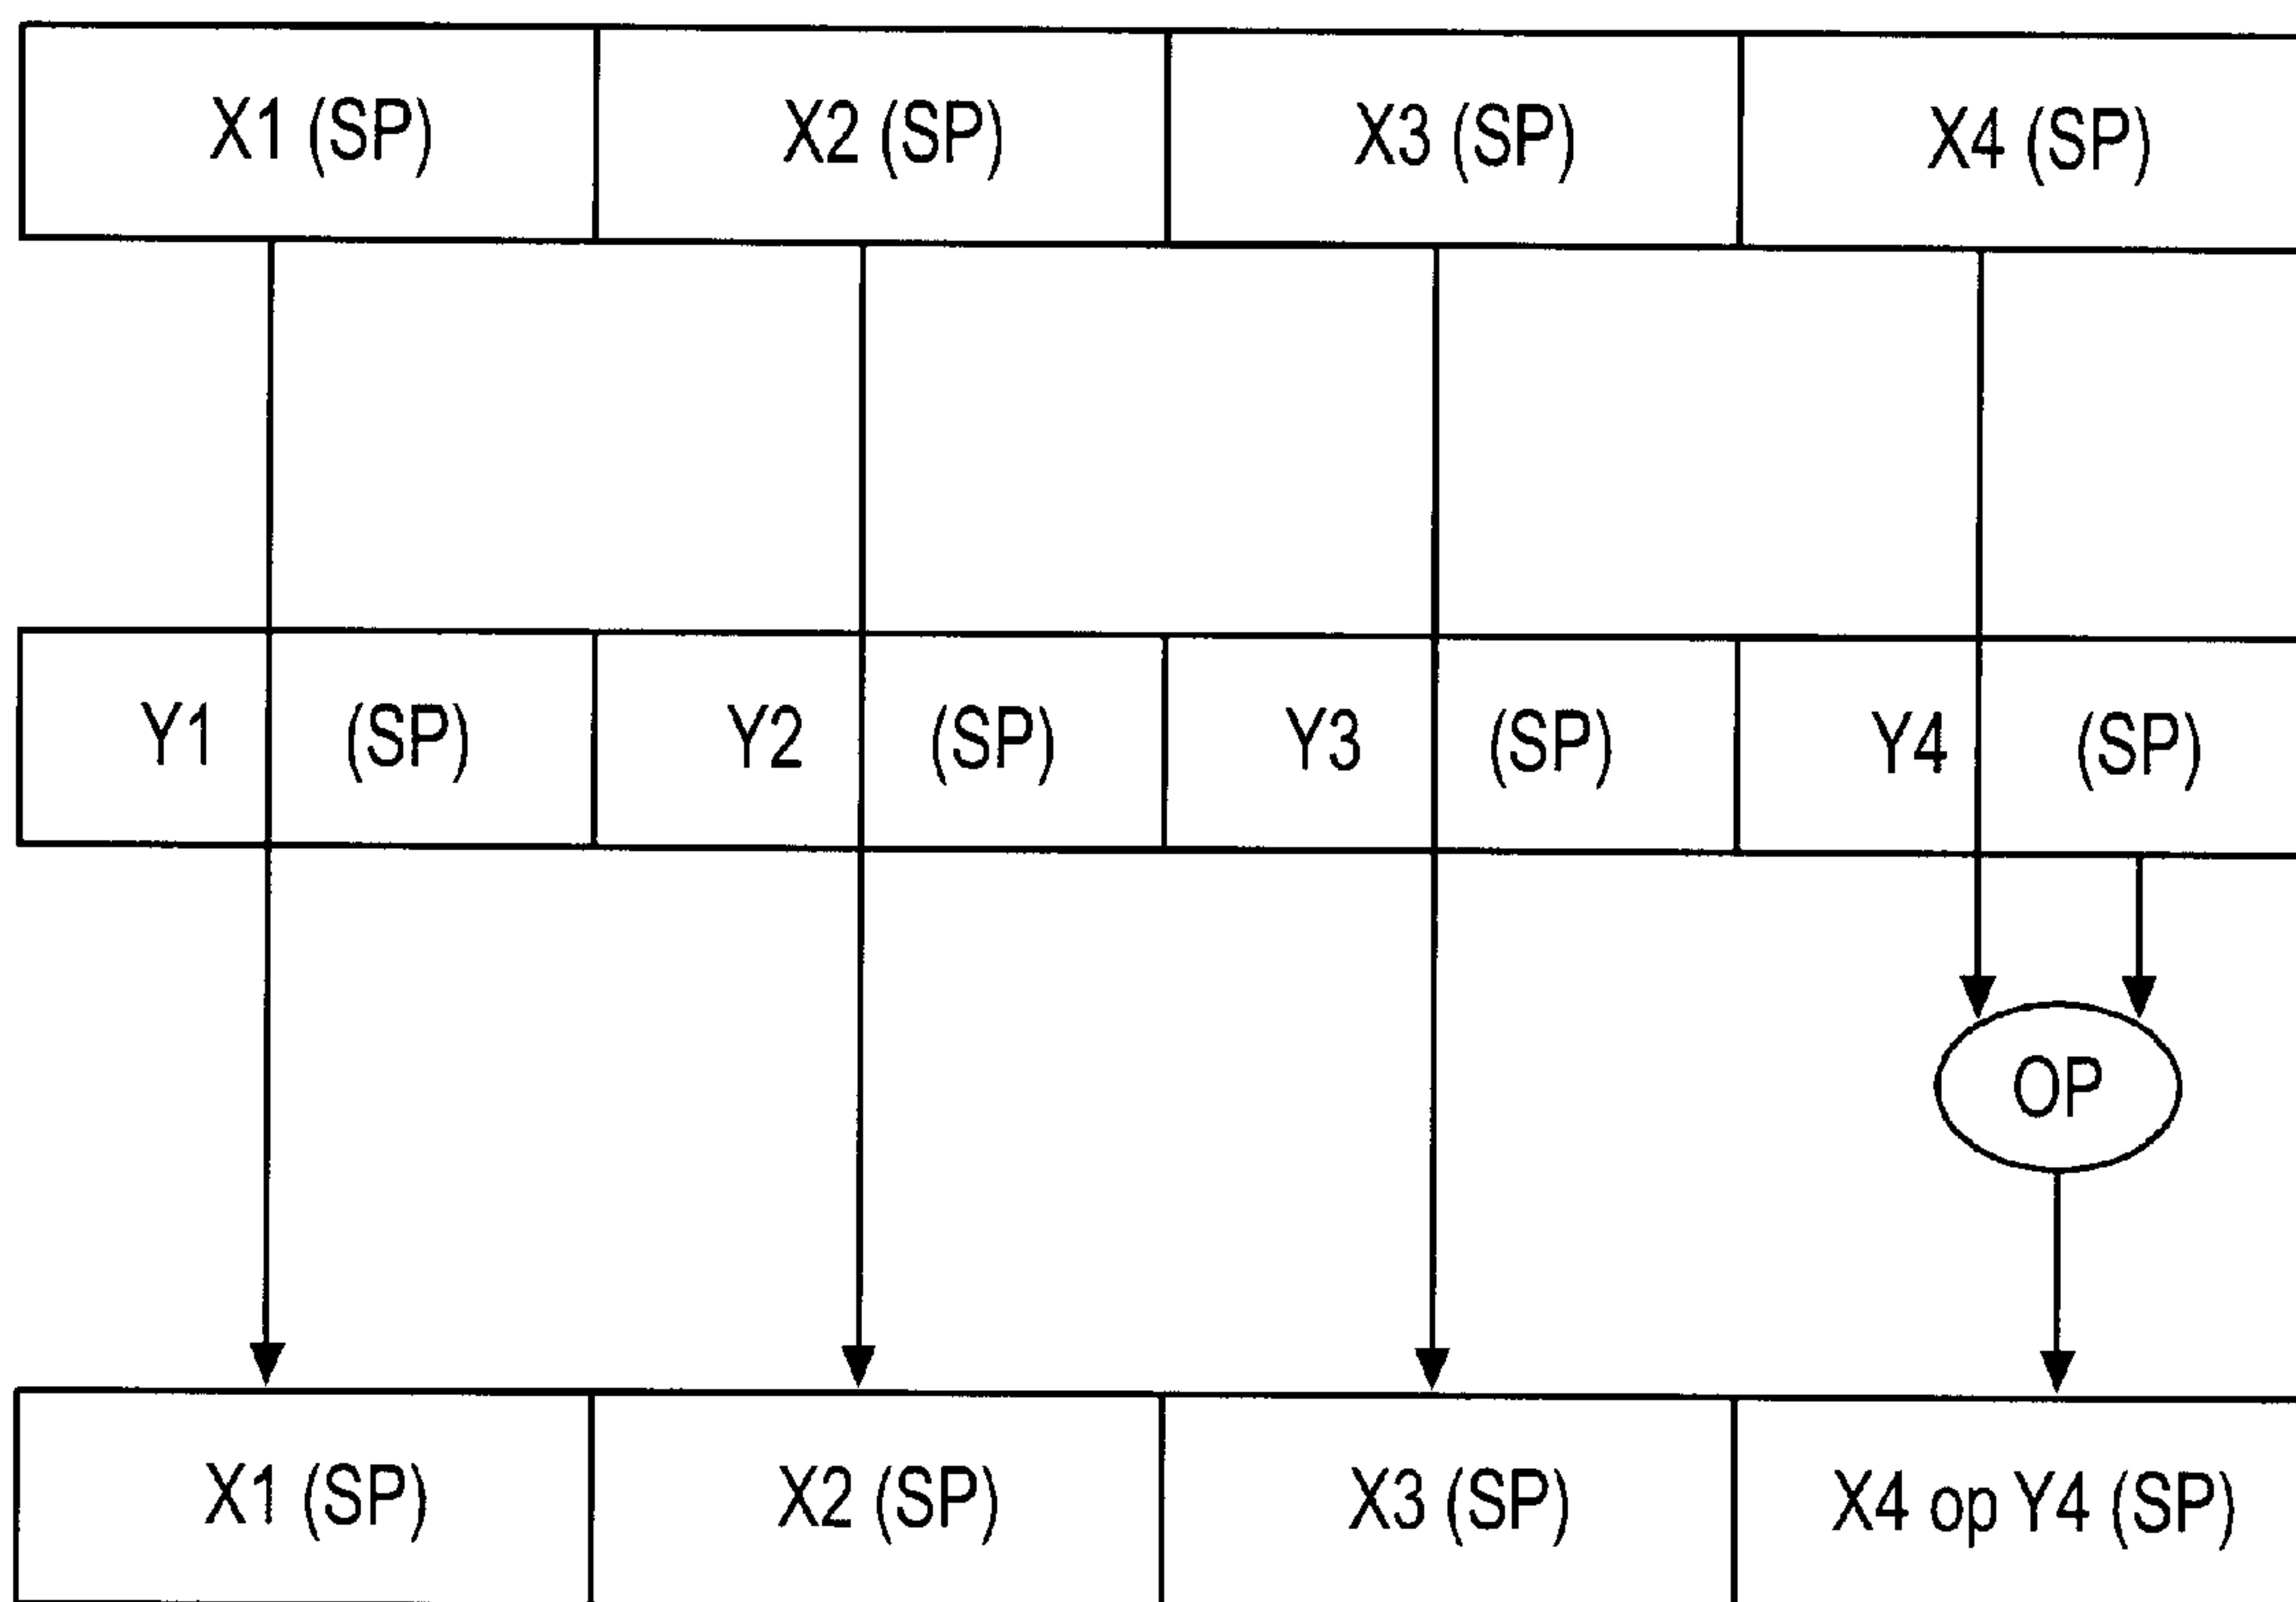 X1 (SP) X2 (SP) X3 (SP) X4 (SP)
Y1 (SP) Y2 (SP) Y3 (SP) Y4 (SP)
OP
X1 (SP) X2 (SP) X3 (SP) X4 op Y4 (SP)